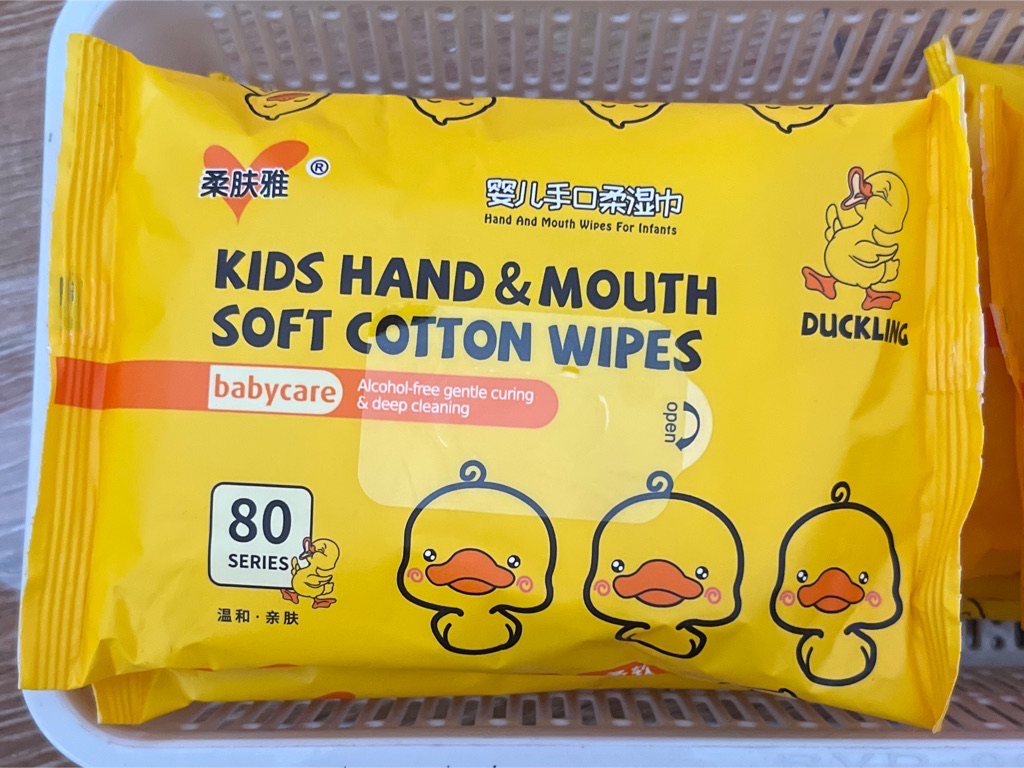 柔肤雅 ®
婴儿手口柔湿巾
Hand And Mouth Wipes For Infants
KIDS HAND & MOUTH
SOFT COTTON WIPES
DUCKLING
babycare
Alcohol-free gentle curing
& deep cleaning
open
80
SERIES
温和·亲肤